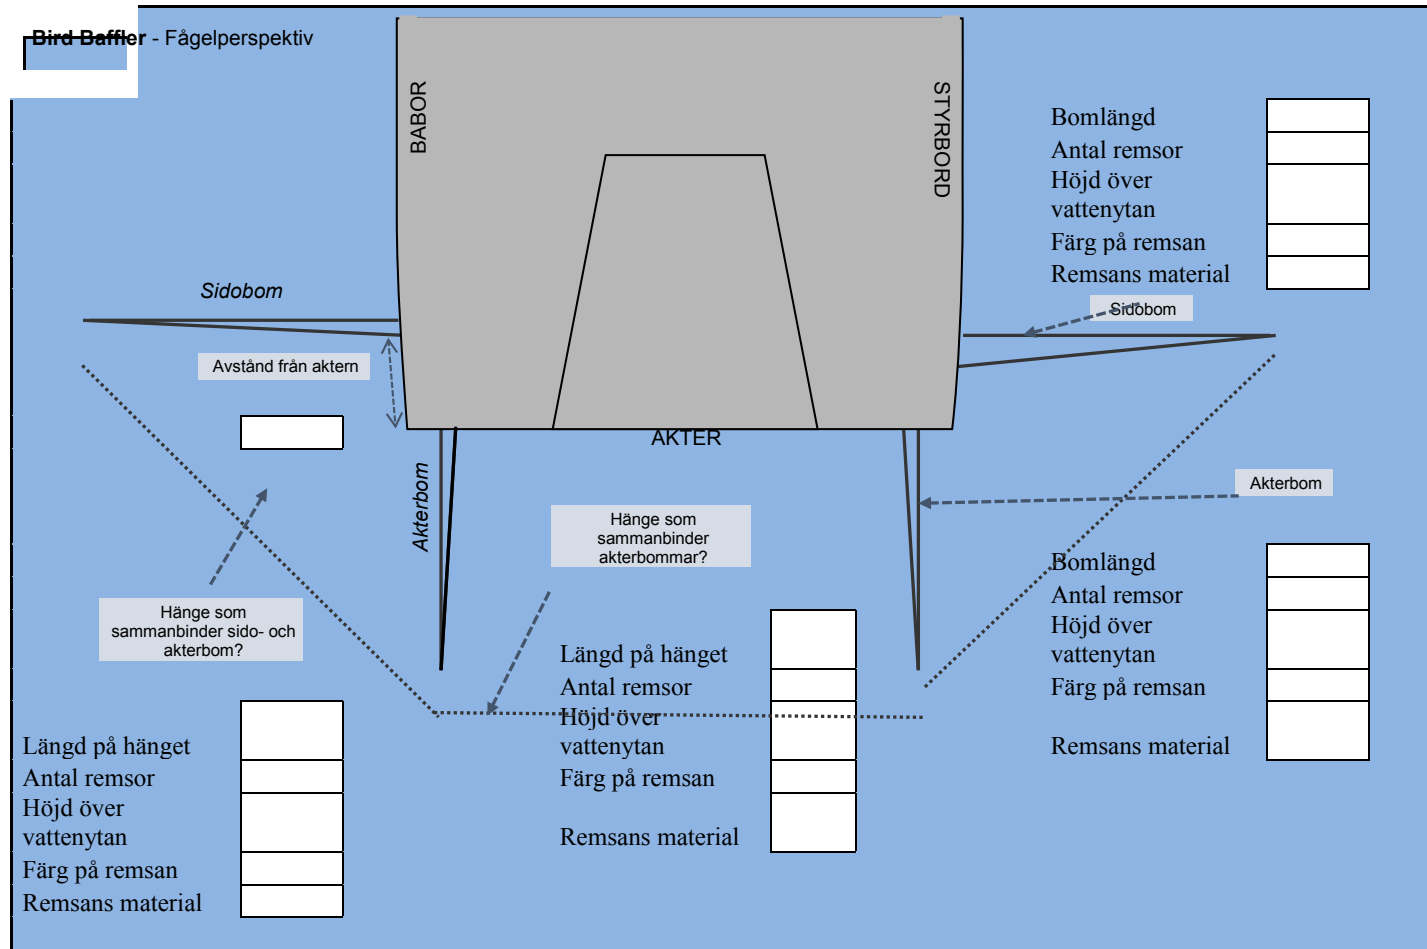 Bird Baffler - Fågelperspektiv
BABOR
STYRBORD
Bomlängd
Antal remsor
Höjd över
vattenytan
Färg på remsan
Remsans material
Sidobom
Sidobom
Avstånd från aktern
AKTER
Akterbom
Akterbom
Hänge som
sammanbinder
akterbommar?
Hänge som
sammanbinder sido- och
akterbom?
Bomlängd
Antal remsor
Höjd över
vattenytan
Färg på remsan
Remsans material
Längd på hänget
Antal remsor
Höjd över
vattenytan
Färg på remsan
Remsans material
Längd på hänget
Antal remsor
Höjd över
vattenytan
Färg på remsan
Remsans material